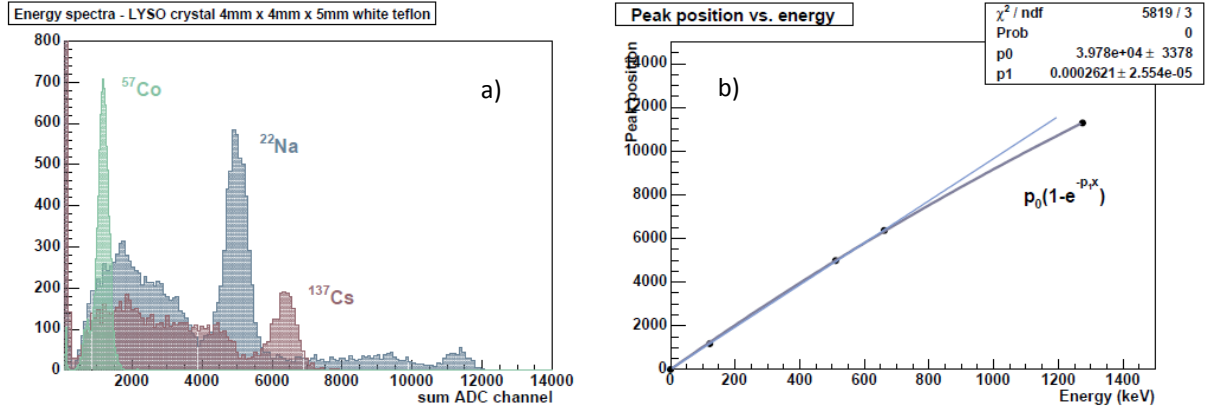 Energy spectra - LYSO crystal 4mm x 4mm x 5mm white teflon
800
700
600
500
400
300
200
100
0
57Co
22Na
137Cs
a)
2000 4000 6000 8000 10000 12000 14000
sum ADC channel
Peak position vs. energy
χ² / ndf 5819 / 3
Prob 0
p0 3.978e+04 ± 3378
p1 0.0002621 ± 2.554e-05
Peak position
14000
12000
10000
8000
6000
4000
2000
0
b)
p₀(1-e^-p₁x)
0 200 400 600 800 1000 1200 1400
Energy (keV)